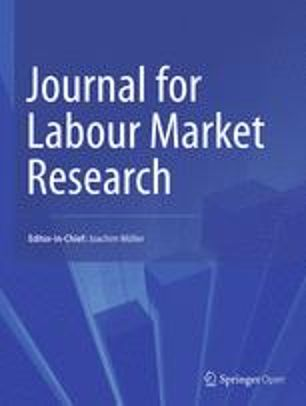 Journal for
Labour Market
Research
Editor-in-Chief: Joachim Möller
SpringerOpen